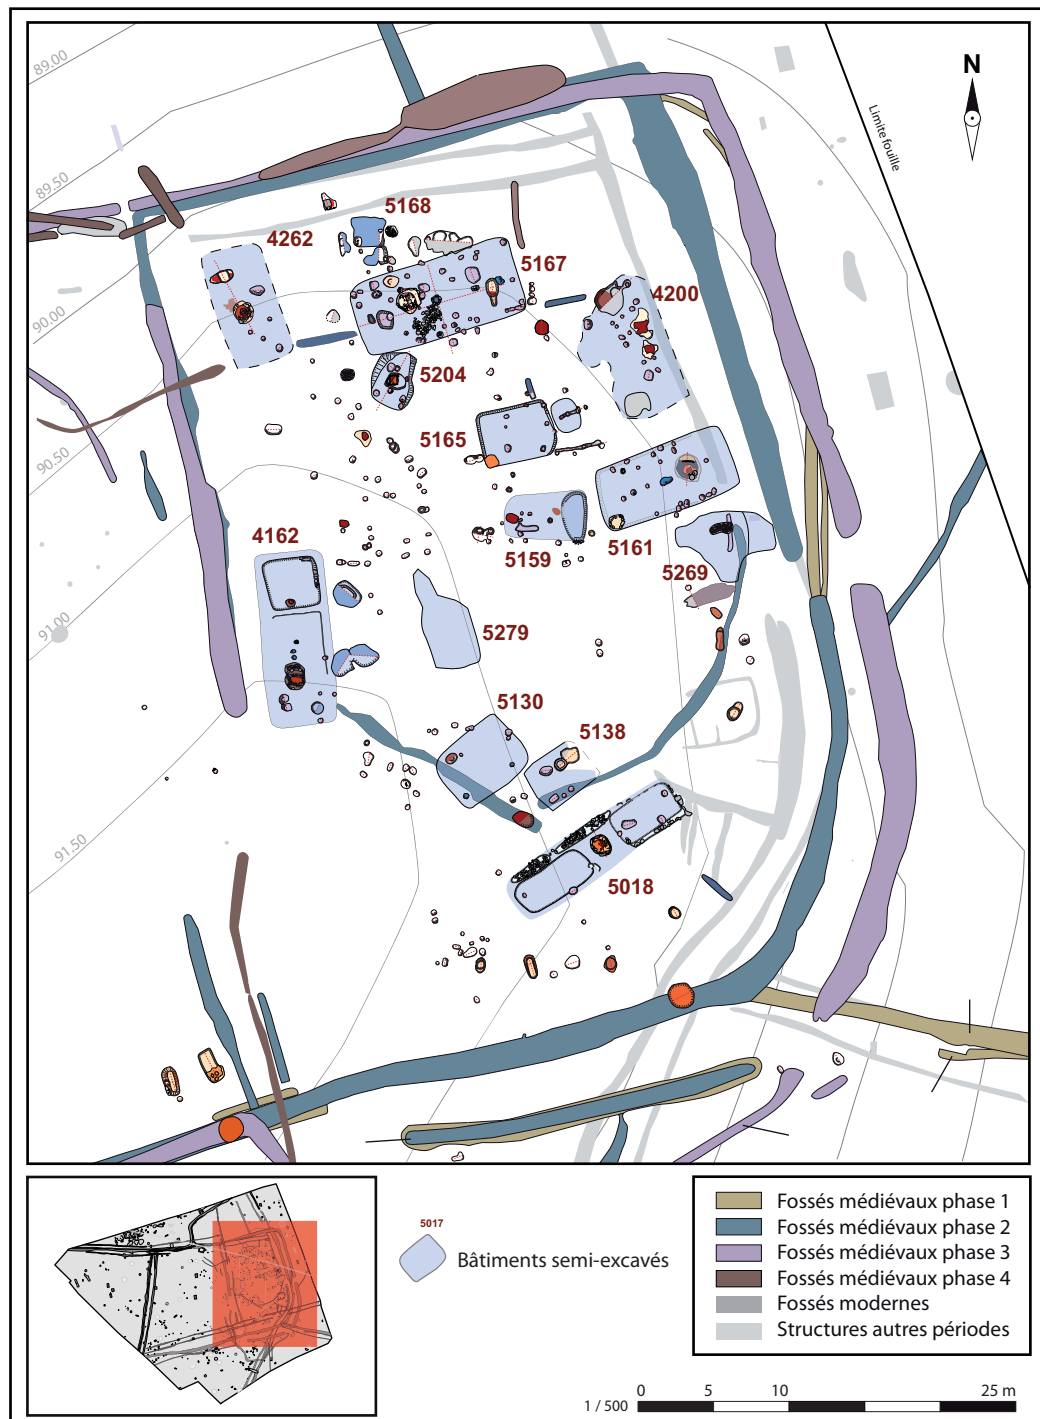 89.00
89.50
90.00
90.50
91.00
91.50
N
Limite fouille
5168
4262
5167
4200
5204
5165
4162
5159
5161
5269
5279
5130
5138
5018
5017
Bâtiments semi-excavés
Fossés médiévaux phase 1
Fossés médiévaux phase 2
Fossés médiévaux phase 3
Fossés médiévaux phase 4
Fossés modernes
Structures autres périodes
0 5 10 25 m
1 / 500